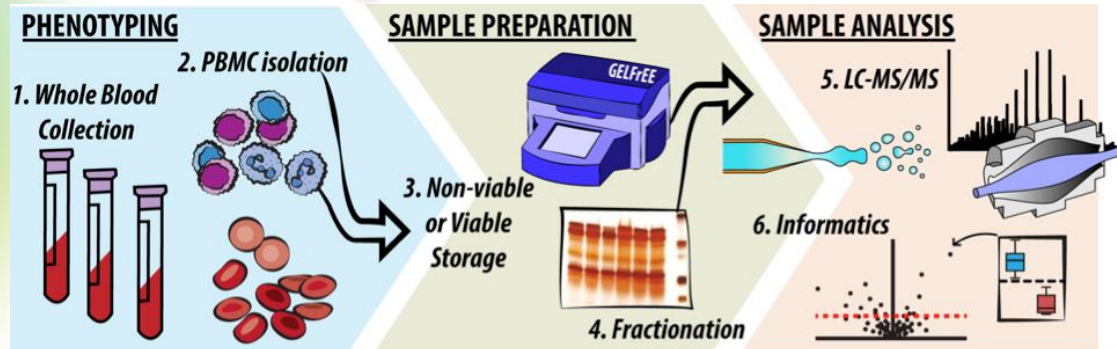 PHENOTYPING
1. Whole Blood
Collection
2. PBMC isolation
SAMPLE PREPARATION
GELFrEE
3. Non-viable
or Viable
Storage
4. Fractionation
SAMPLE ANALYSIS
5. LC-MS/MS
6. Informatics